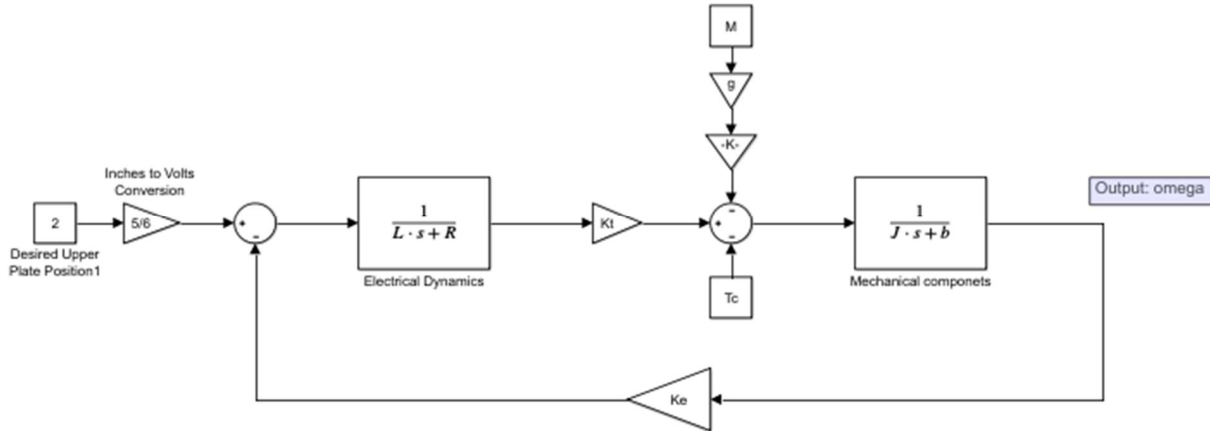 M
g
-K-
Inches to Volts
Conversion
2
5/6
+
-
1
L · s + R
Kt
-
+
-
1
J · s + b
Output: omega
Desired Upper
Plate Position1
Electrical Dynamics
Mechanical componets
Tc
Ke